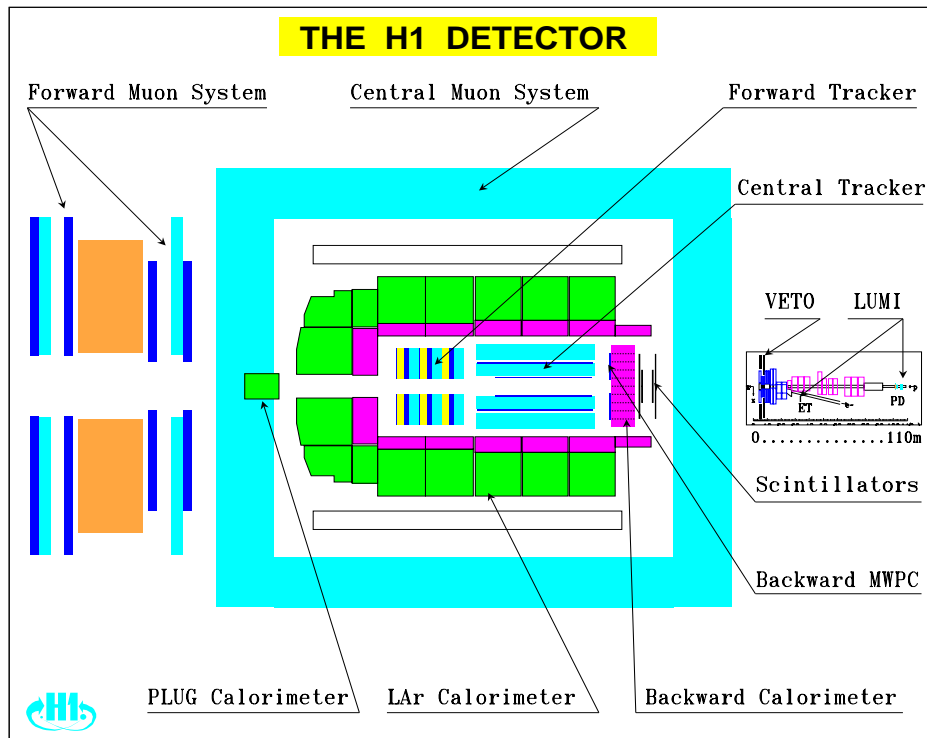 THE H1 DETECTOR
Forward Muon System
Central Muon System
Forward Tracker
Central Tracker
VETO
LUMI
ET
PD
0..............110m
Scintillators
Backward MWPC
PLUG Calorimeter
LAr Calorimeter
Backward Calorimeter
H1